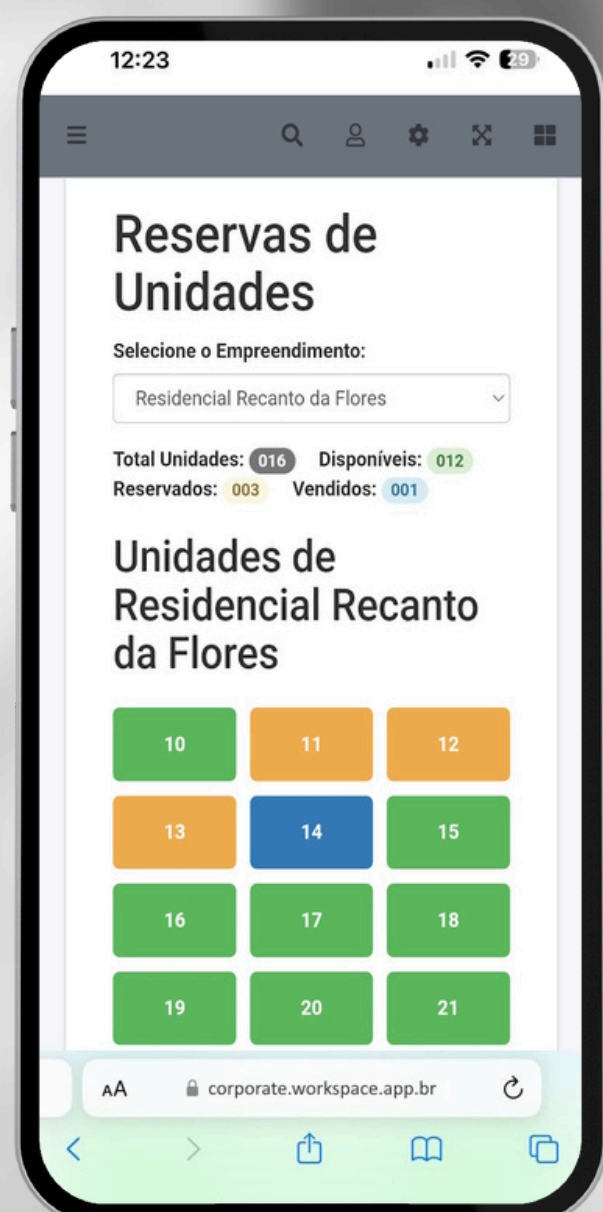 12:23
29
Reservas de
Unidades
Selecione o Empreendimento:
Residencial Recanto da Flores
Total Unidades: 016 Disponíveis: 012
Reservados: 003 Vendidos: 001
Unidades de
Residencial Recanto
da Flores
10 11 12
13 14 15
16 17 18
19 20 21
AA corporate.workspace.app.br